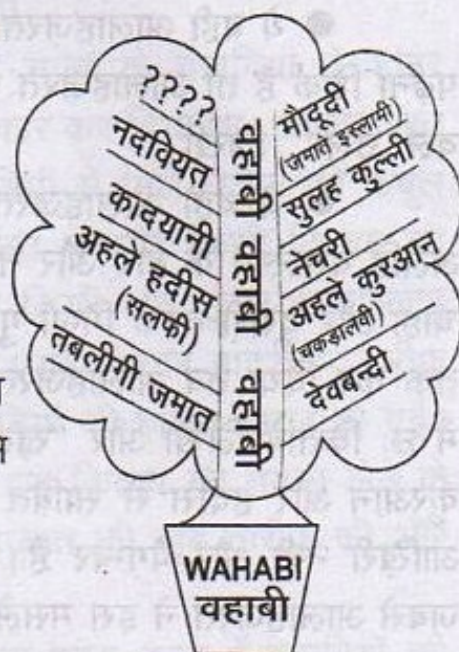 ????
नदवियत
कादयानी
अहले हदीस
(सलफी)
तबलीगी जमात
वहाबी वहाबी वहाबी
मौदूदी
(जमाते इस्लामी)
सुलह कुल्ली
नेचरी
अहले कुरआन
(चकड़ालवी)
देवबन्दी
WAHABI
वहाबी